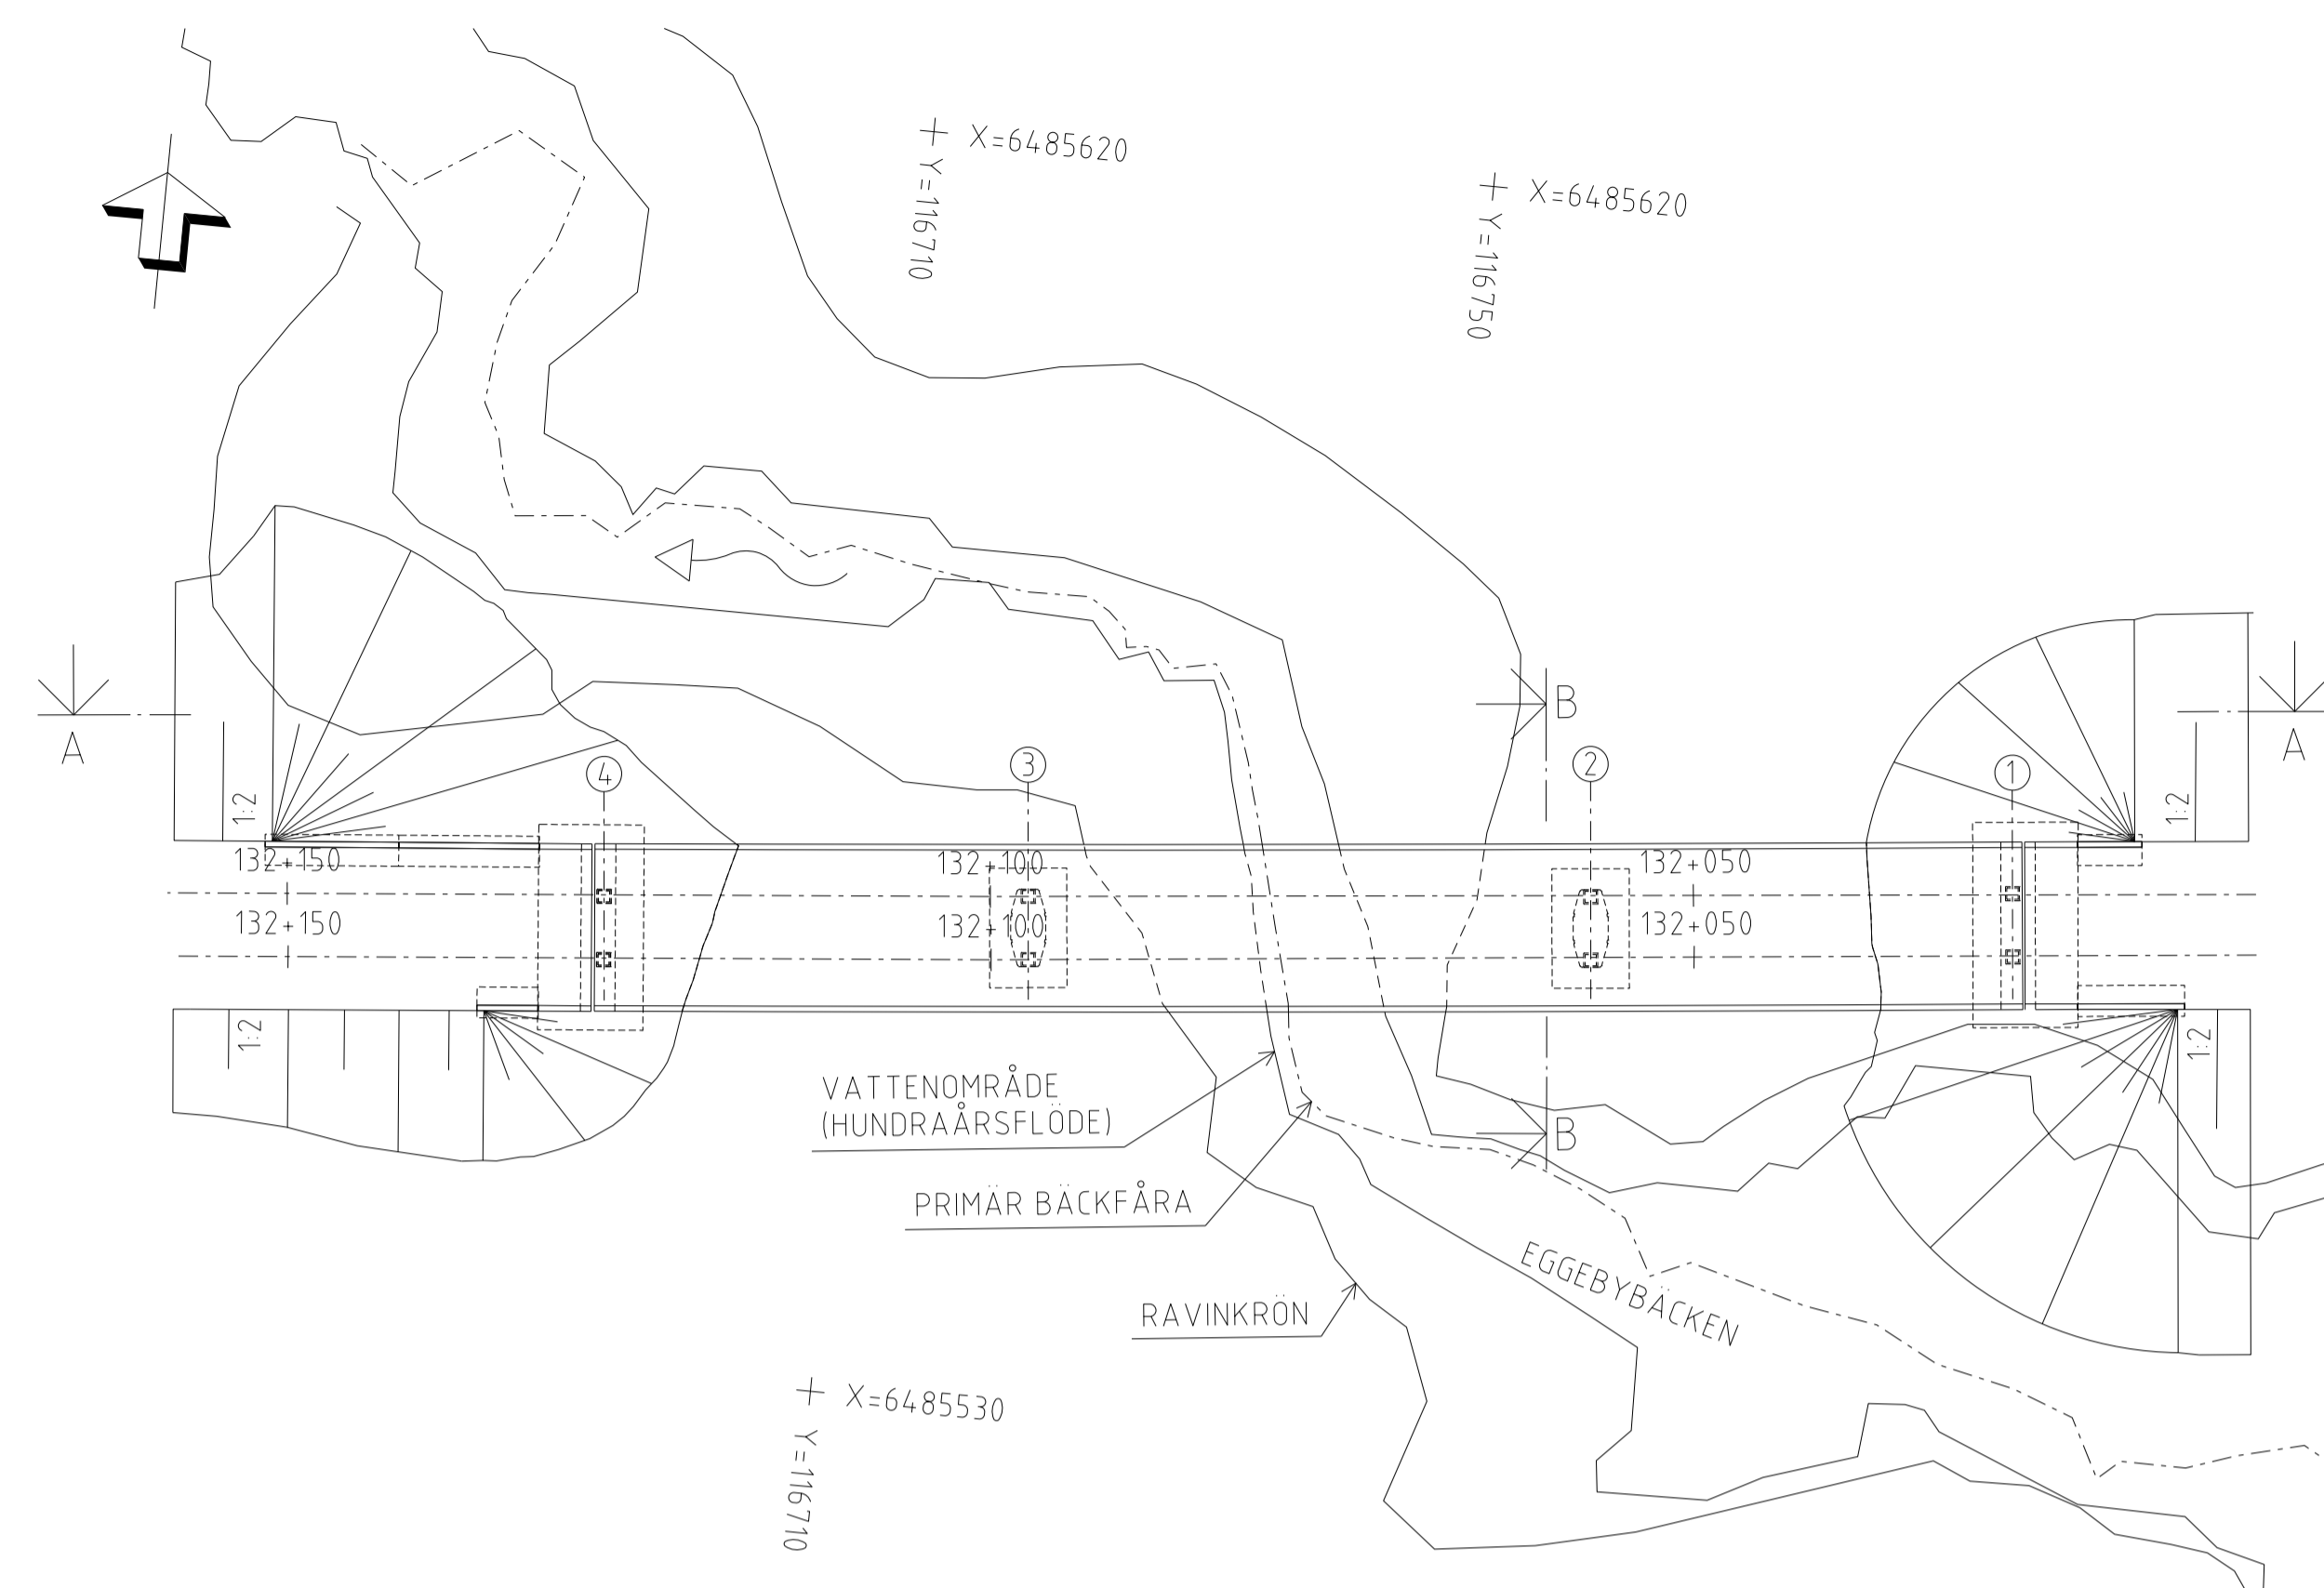 X=6485620
Y=116710
X=6485620
Y=116750
A
B
A
4
3
2
1
1:2
1:2
132+150
132+100
132+050
132+150
132+100
132+050
1:2
1:2
VATTENOMRÅDE
(HUNDRAÅRSFLÖDE)
B
PRIMÄR BÄCKFÅRA
EGGEBYBÄCKEN
RAVINKRÖN
X=6485530
Y=116710